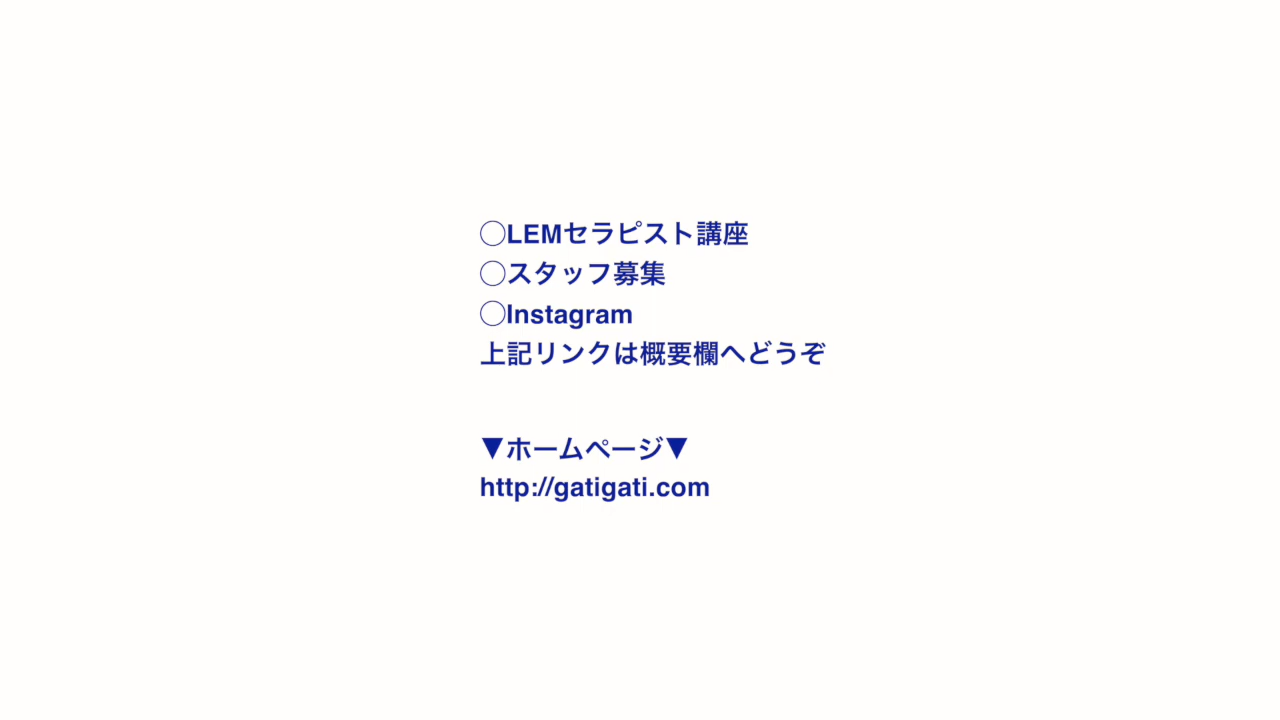 ◯LEMセラピスト講座
◯スタッフ募集
◯Instagram
上記リンクは概要欄へどうぞ
▼ホームページ▼
http://gatigati.com